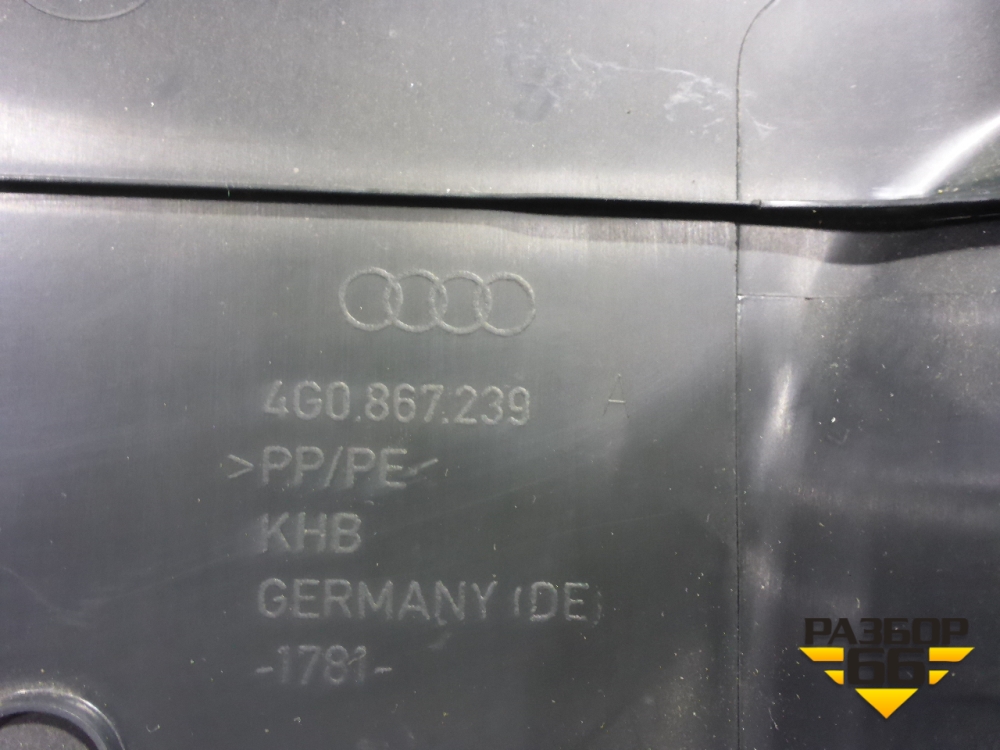 4G0.867.239 A
>PP/PE<
KHB
GERMANY (DE)
-1781-
РАЗБОР
66